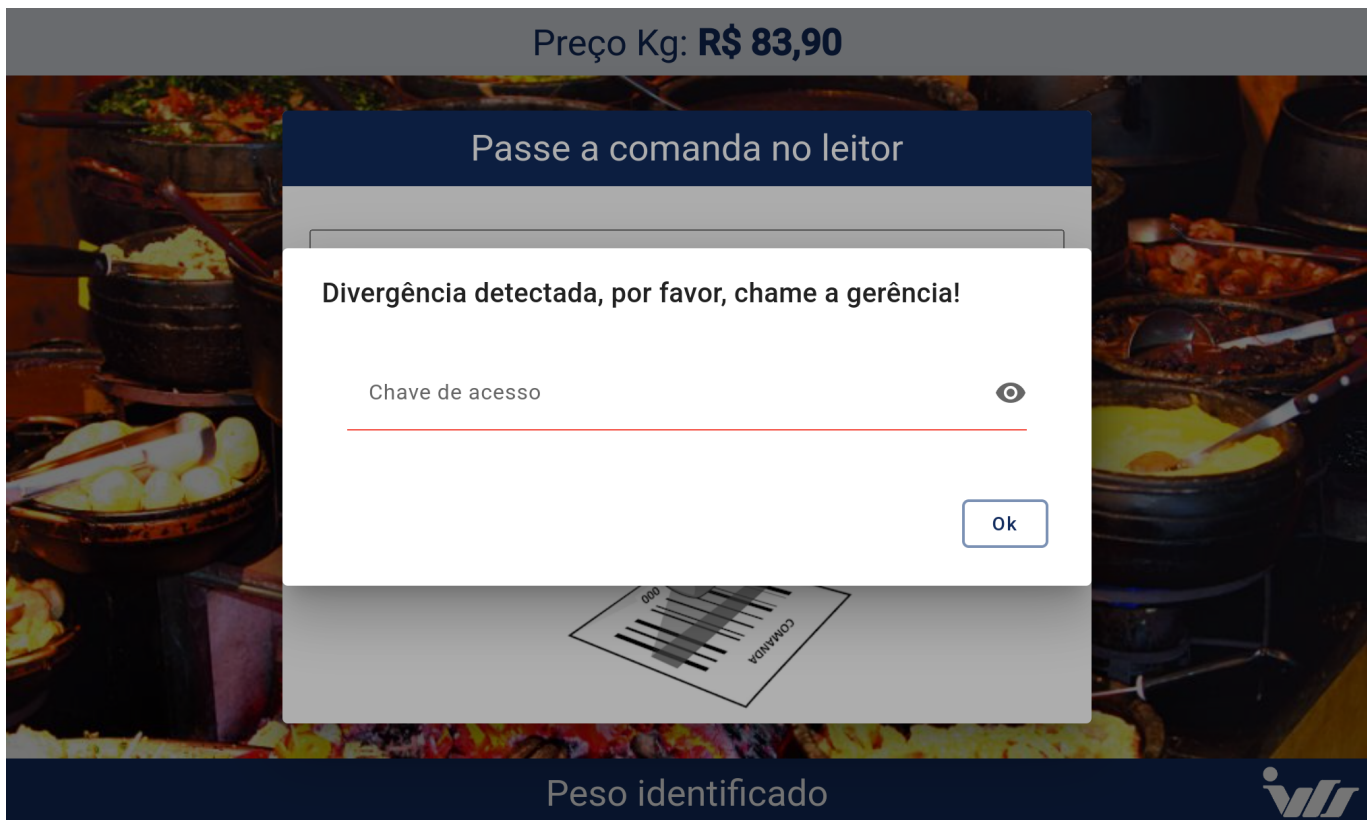 Preço Kg: R$ 83,90
Passe a comanda no leitor
Divergência detectada, por favor, chame a gerência!
Chave de acesso
Ok
000
COMANDA
Peso identificado